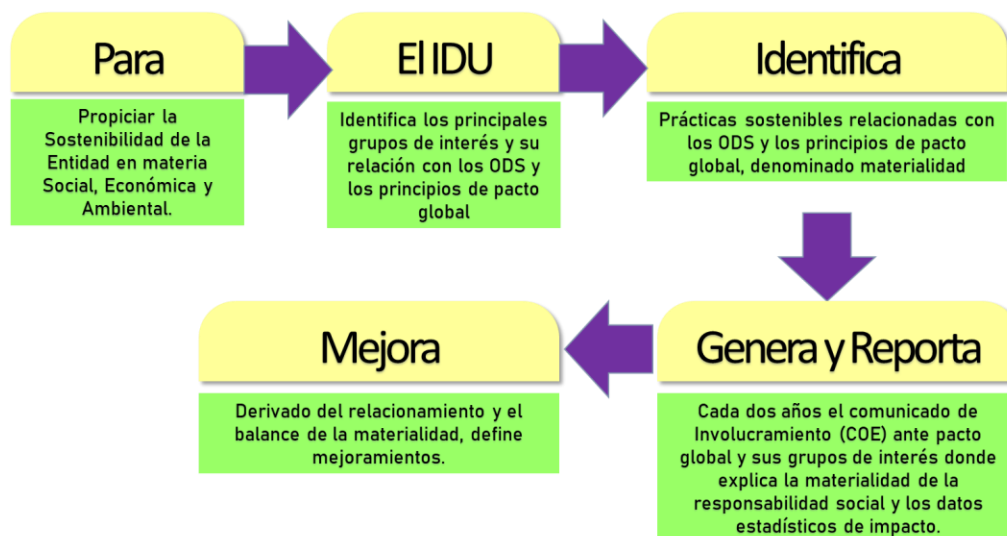 Para
Propiciar la
Sostenibilidad de la
Entidad en materia
Social, Económica y
Ambiental.
El IDU
Identifica los principales
grupos de interés y su
relación con los ODS y
los principios de pacto
global
Identifica
Prácticas sostenibles relacionadas con
los ODS y los principios de pacto
global, denominado materialidad
Genera y Reporta
Cada dos años el comunicado de
Involucramiento (COE) ante pacto
global y sus grupos de interés donde
explica la materialidad de la
responsabilidad social y los datos
estadísticos de impacto.
Mejora
Derivado del relacionamiento y el
balance de la materialidad, define
mejoramientos.